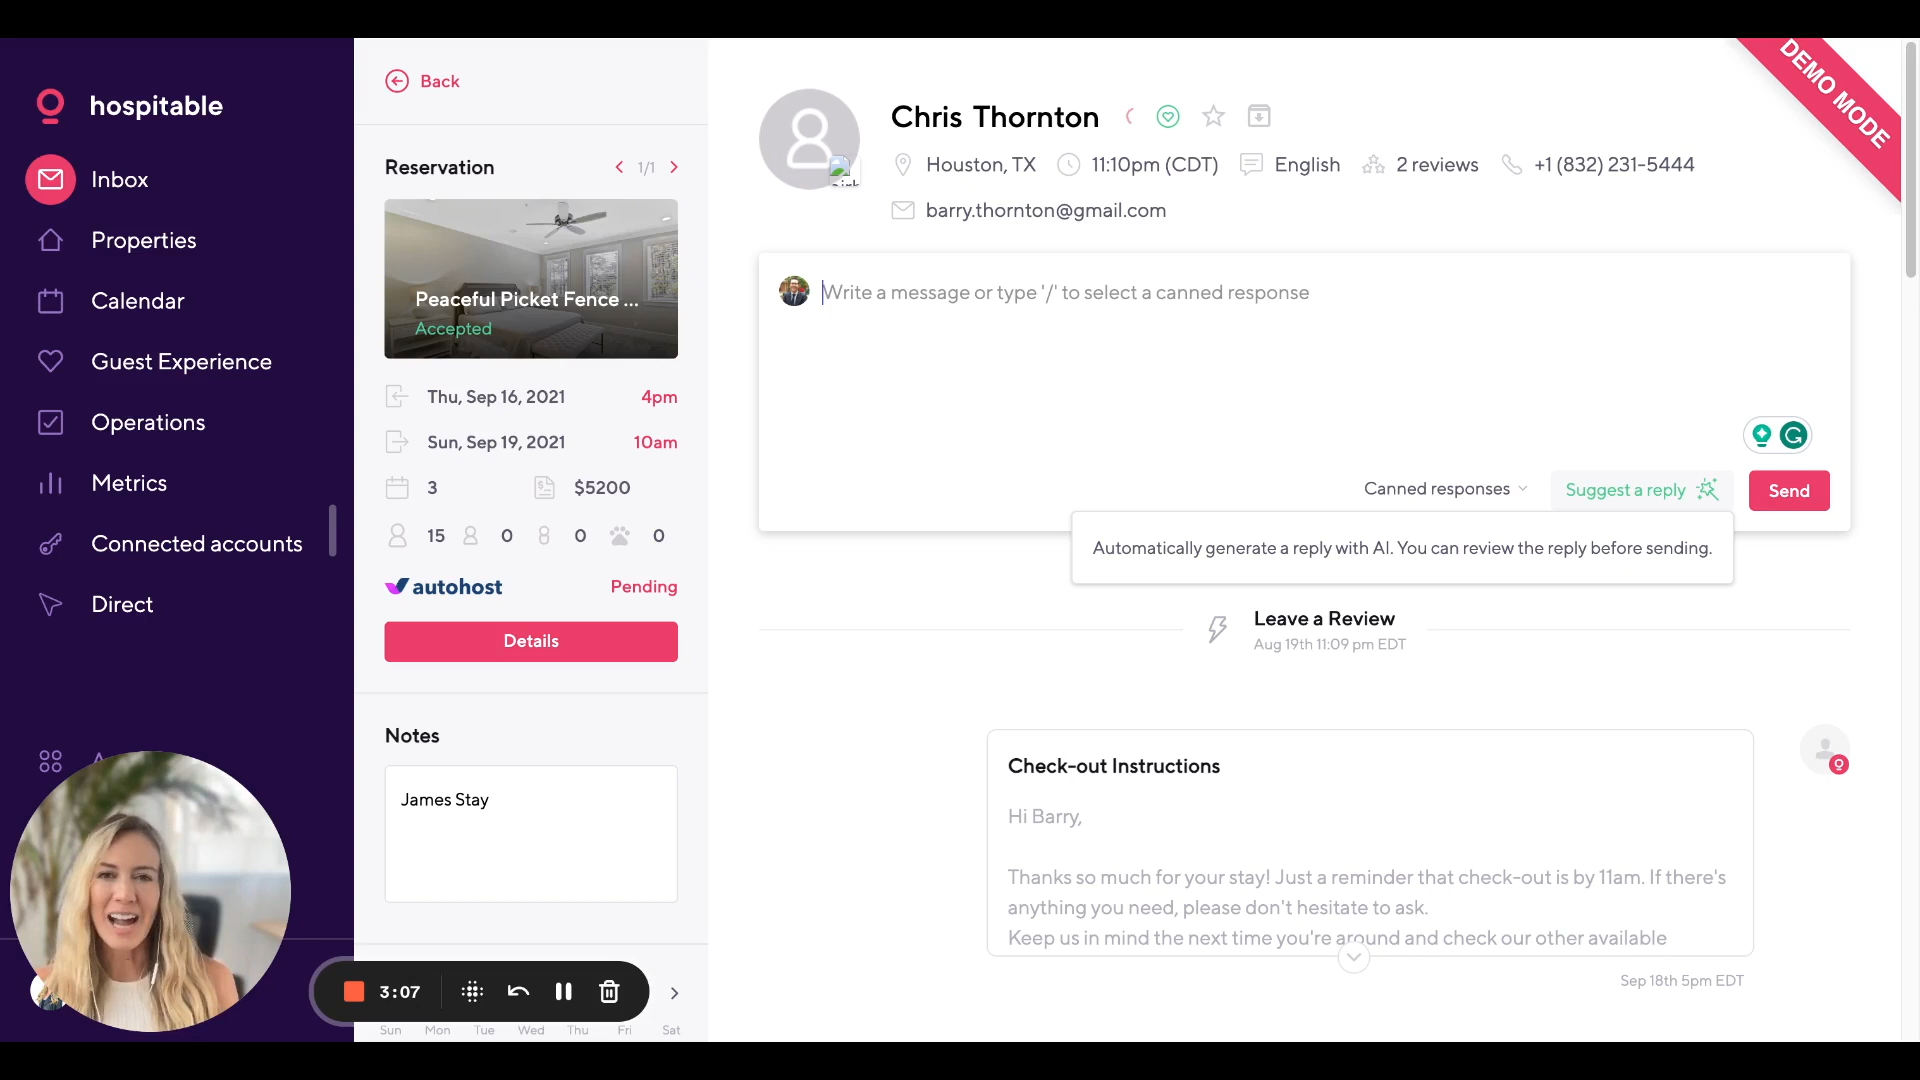 hospitable
Inbox
Properties
Calendar
Guest Experience
Operations
Metrics
Connected accounts
Direct
Back
Reservation
1/1
Peaceful Picket Fence ...
Accepted
Thu, Sep 16, 2021 4pm
Sun, Sep 19, 2021 10am
3 $5200
15 0 0 0
autohost Pending
Details
Notes
James Stay
3:07
Sun Mon Tue Wed Thu Fri Sat
DEMO MODE
Chris Thornton
Houston, TX 11:10pm (CDT) English 2 reviews +1 (832) 231-5444
barry.thornton@gmail.com
Write a message or type '/' to select a canned response
Canned responses Suggest a reply Send
Automatically generate a reply with AI. You can review the reply before sending.
Leave a Review
Aug 19th 11:09 pm EDT
Check-out Instructions
Hi Barry,
Thanks so much for your stay! Just a reminder that check-out is by 11am. If there's
anything you need, please don't hesitate to ask.
Keep us in mind the next time you're around and check our other available
Sep 18th 5pm EDT